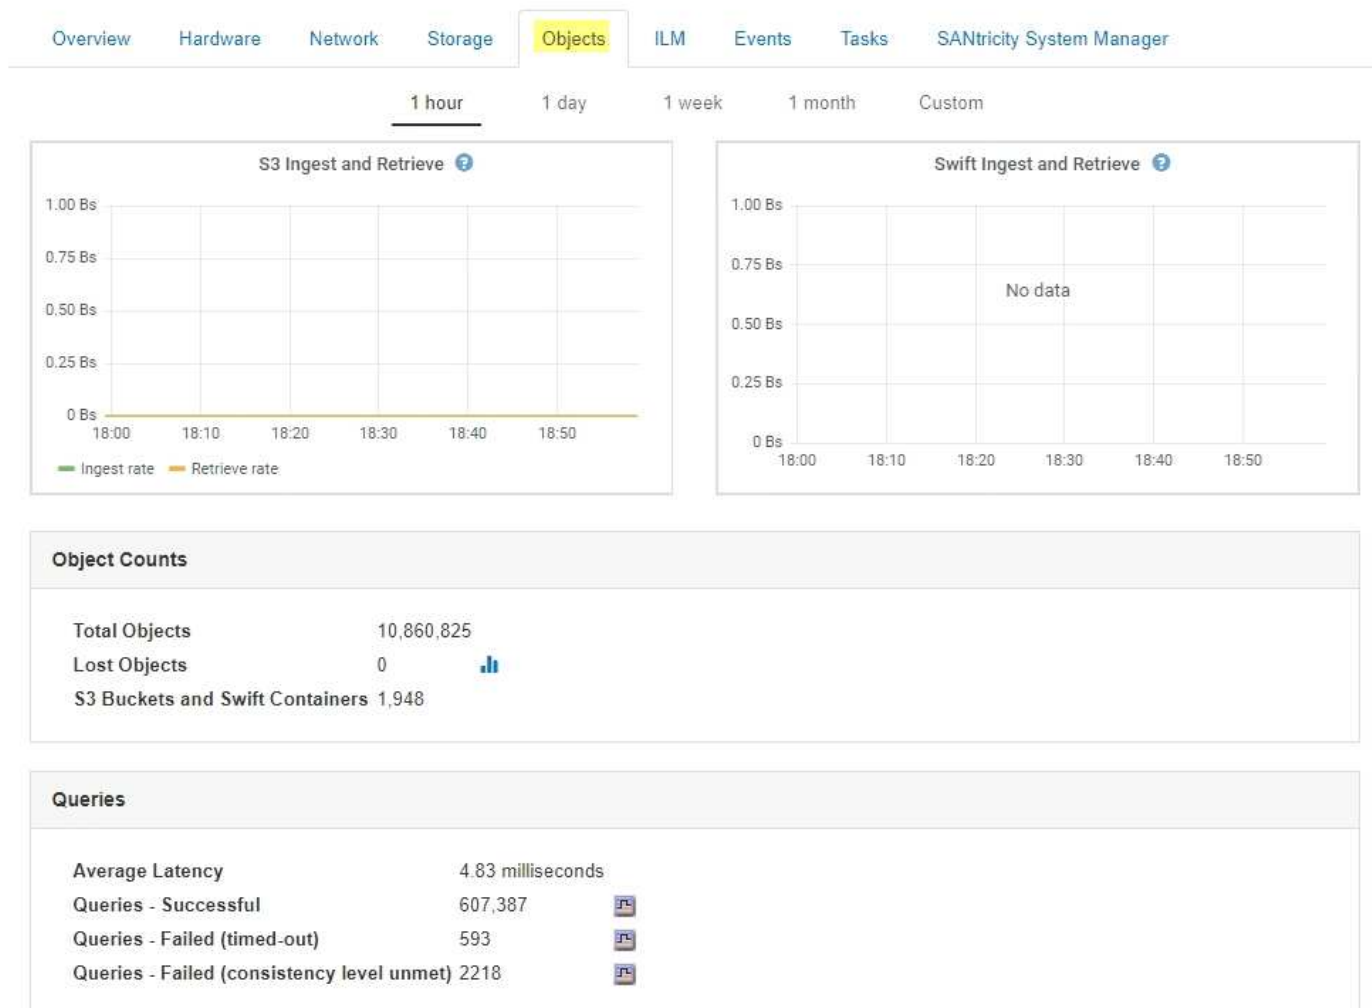 Overview Hardware Network Storage Objects ILM Events Tasks SANtricity System Manager
1 hour 1 day 1 week 1 month Custom
S3 Ingest and Retrieve ?
1.00 Bs
0.75 Bs
0.50 Bs
0.25 Bs
0 Bs
18:00 18:10 18:20 18:30 18:40 18:50
Ingest rate Retrieve rate
Swift Ingest and Retrieve ?
1.00 Bs
0.75 Bs
No data
0.50 Bs
0.25 Bs
0 Bs
18:00 18:10 18:20 18:30 18:40 18:50
Object Counts
Total Objects 10,860,825
Lost Objects 0
S3 Buckets and Swift Containers 1,948
Queries
Average Latency 4.83 milliseconds
Queries - Successful 607,387
Queries - Failed (timed-out) 593
Queries - Failed (consistency level unmet) 2218